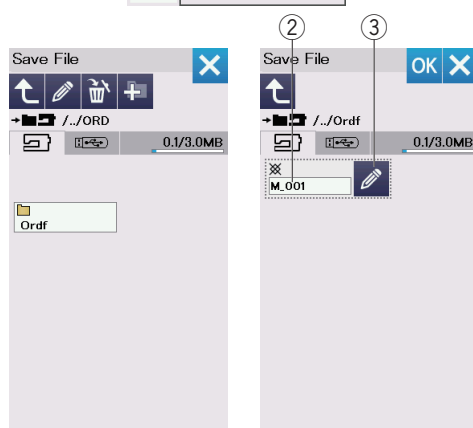 ② ③
Save File
→ /../ORD
0.1/3.0MB
Ordf
Save File
OK
→ /../Ordf
0.1/3.0MB
M_001